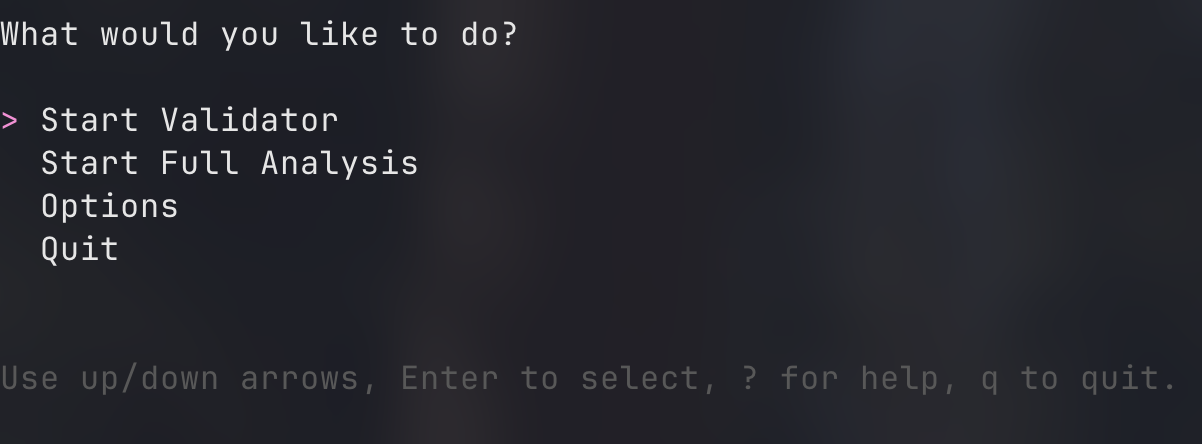 What would you like to do?
> Start Validator
Start Full Analysis
Options
Quit
Use up/down arrows, Enter to select, ? for help, q to quit.